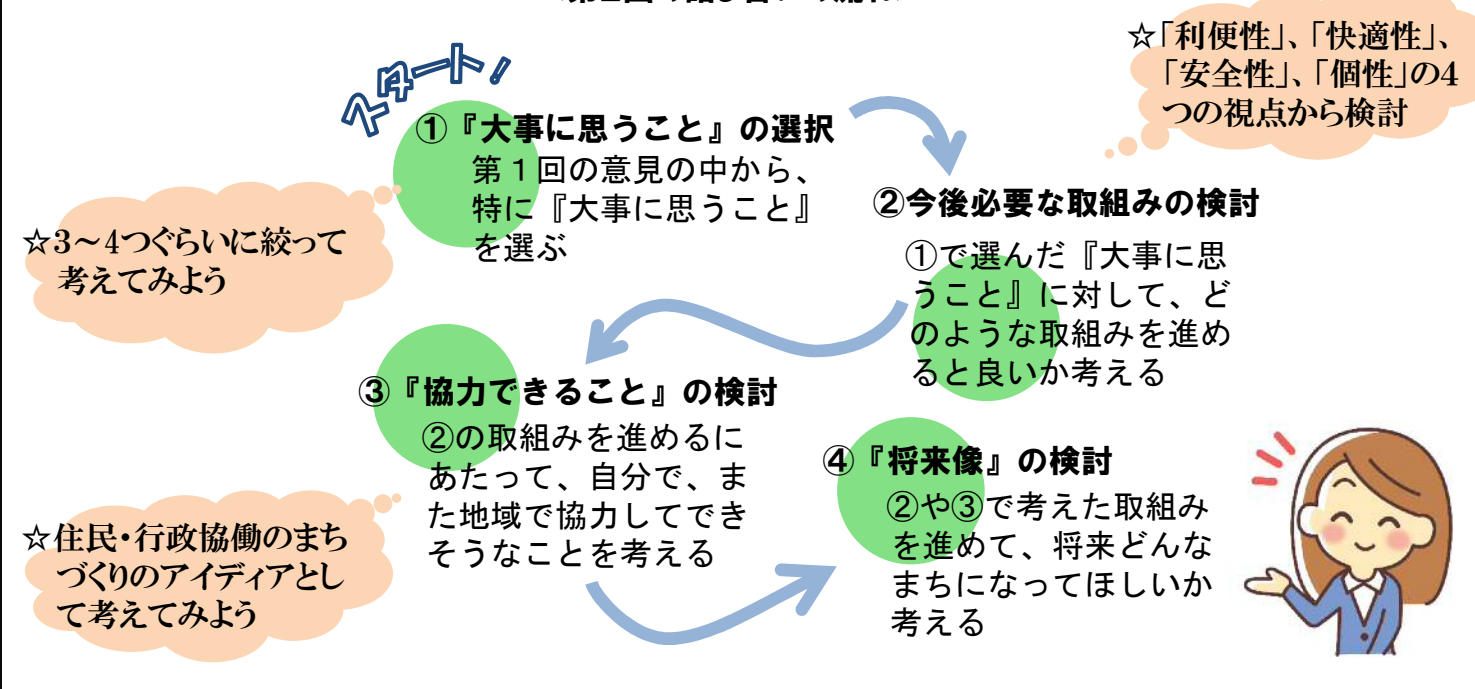 スタート！
①『大事に思うこと』の選択
第１回の意見の中から、
特に『大事に思うこと』
を選ぶ
☆3～4つぐらいに絞って
考えてみよう
☆「利便性」、「快適性」、
「安全性」、「個性」の4
つの視点から検討
②今後必要な取組みの検討
①で選んだ『大事に思
うこと』に対して、ど
のような取組みを進め
ると良いか考える
③『協力できること』の検討
②の取組みを進めるに
あたって、自分で、ま
た地域で協力してでき
そうなことを考える
☆住民・行政協働のまち
づくりのアイディアとし
て考えてみよう
④『将来像』の検討
②や③で考えた取組み
を進めて、将来どんな
まちになってほしいか
考える